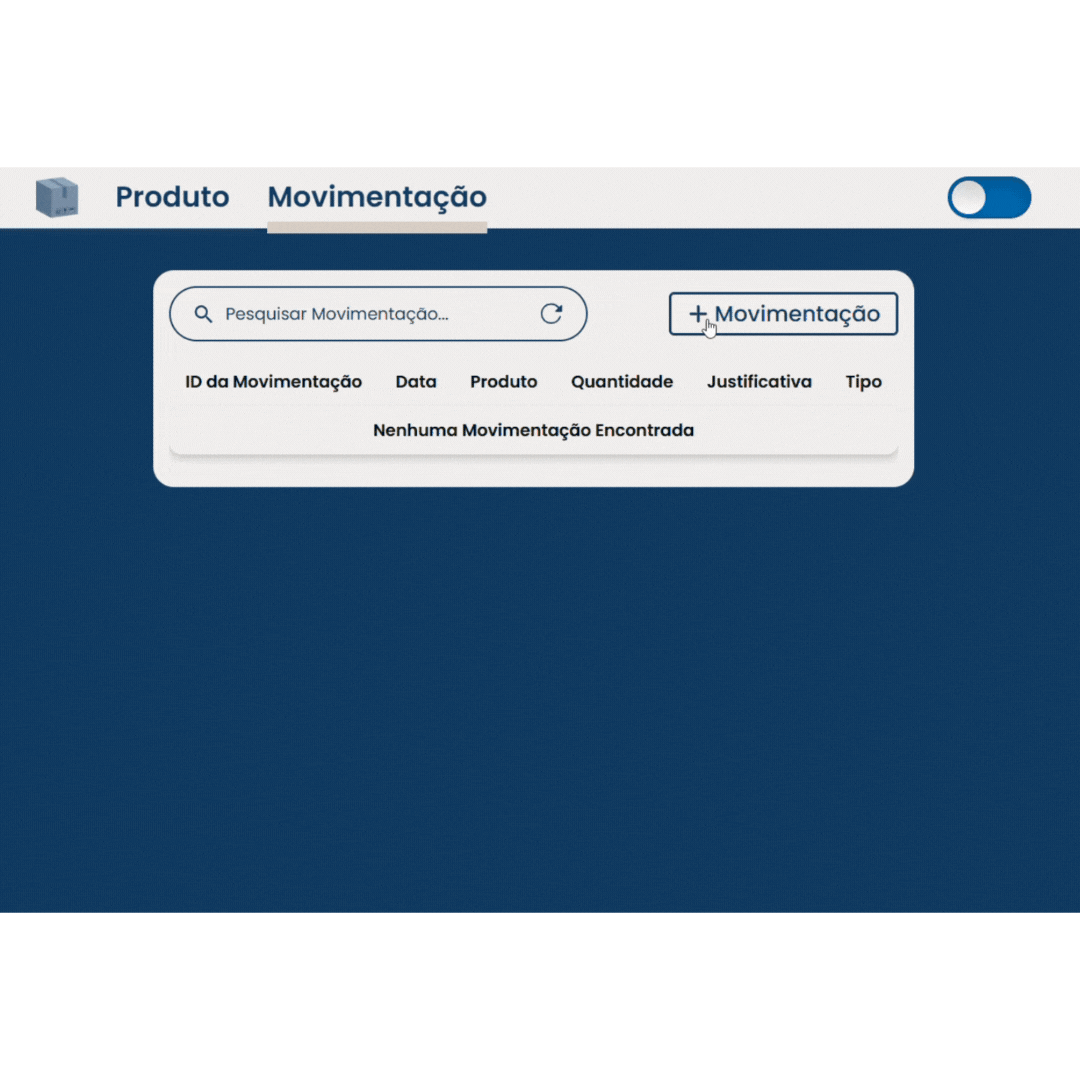 Produto Movimentação
Pesquisar Movimentação... + Movimentação
ID da Movimentação Data Produto Quantidade Justificativa Tipo
Nenhuma Movimentação Encontrada